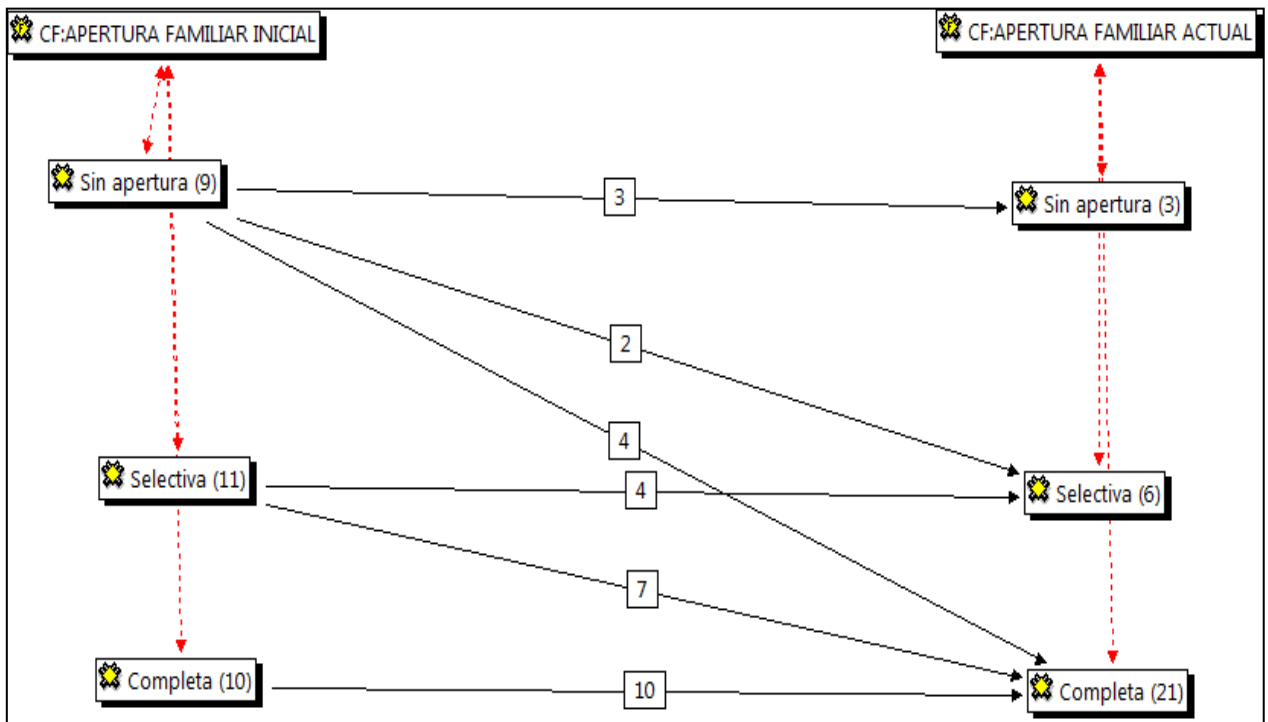 CF:APERTURA FAMILIAR INICIAL
CF:APERTURA FAMILIAR ACTUAL
Sin apertura (9)
3
Sin apertura (3)
2
4
Selectiva (11)
4
Selectiva (6)
7
Completa (10)
10
Completa (21)